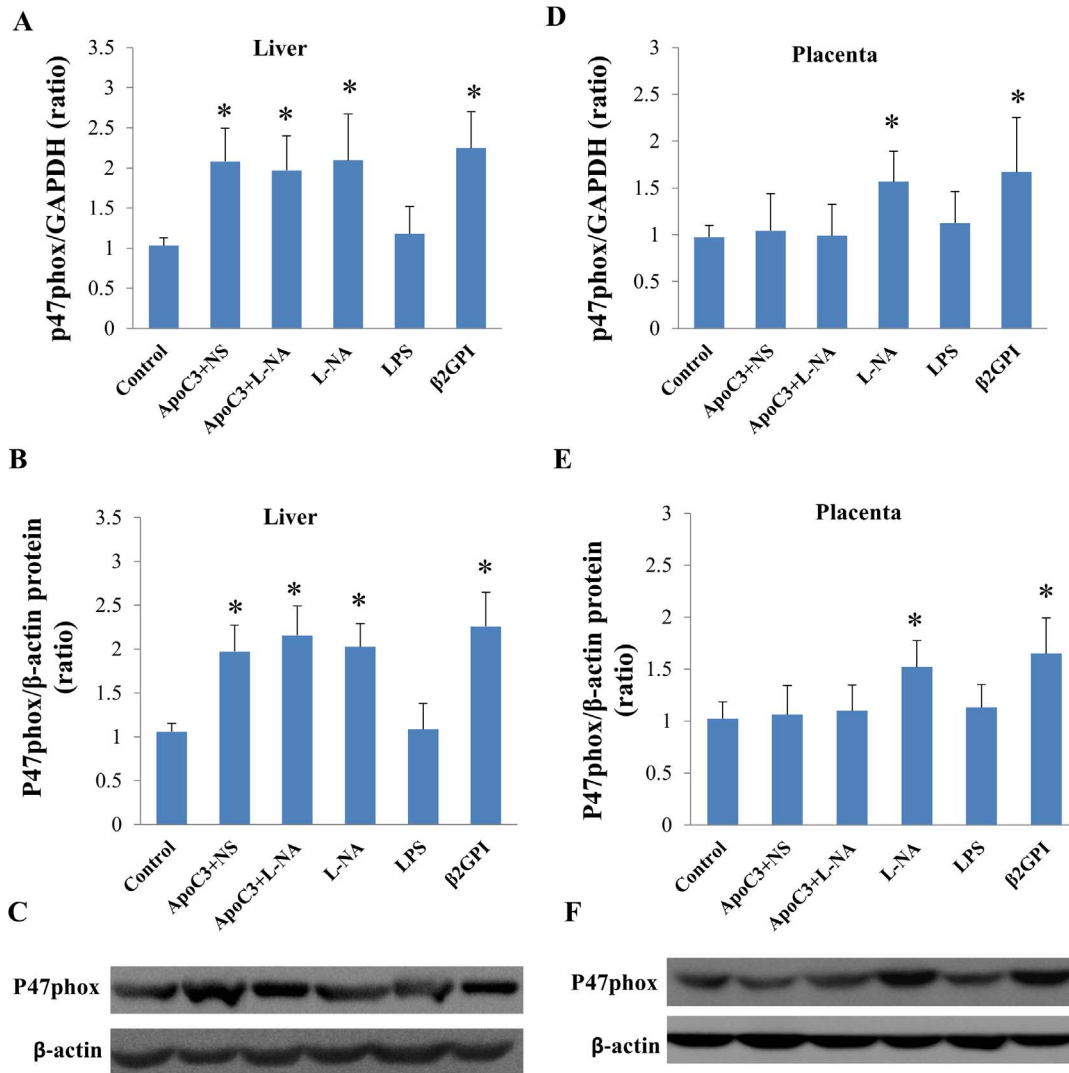 A
Liver
p47phox/GAPDH (ratio)
3.5
3
2.5
2
1.5
1
0.5
0
* * * *
Control
ApoC3+NS
ApoC3+L-NA
L-NA
LPS
β2GPI
D
Placenta
p47phox/GAPDH (ratio)
3
2.5
2
1.5
1
0.5
0
* *
Control
ApoC3+NS
ApoC3+L-NA
L-NA
LPS
β2GPI
B
Liver
P47phox/β-actin protein
(ratio)
3.5
3
2.5
2
1.5
1
0.5
0
* * * *
Control
ApoC3+NS
ApoC3+L-NA
L-NA
LPS
β2GPI
E
Placenta
P47phox/β-actin protein
(ratio)
3
2.5
2
1.5
1
0.5
0
* *
Control
ApoC3+NS
ApoC3+L-NA
L-NA
LPS
β2GPI
C
P47phox
β-actin
F
P47phox
β-actin